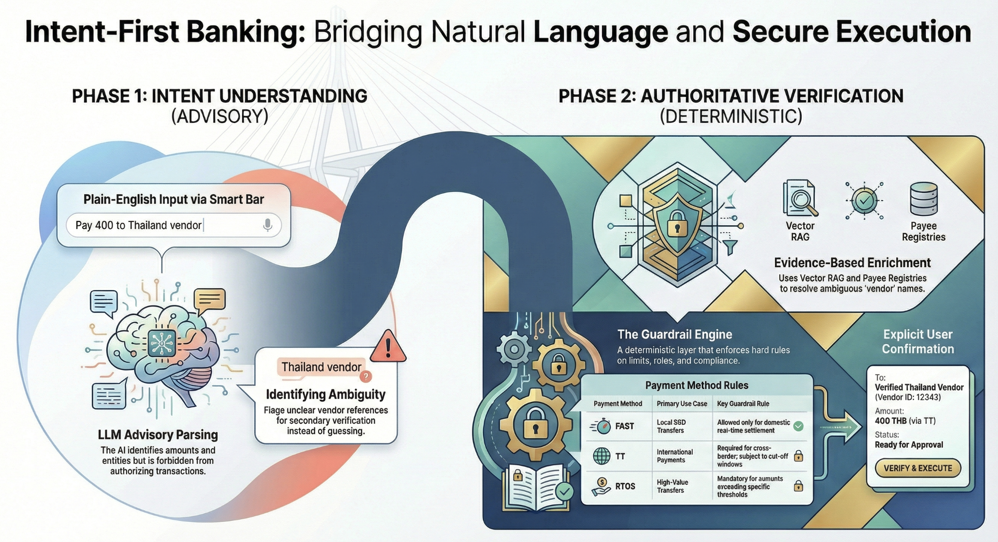 Intent-First Banking: Bridging Natural Language and Secure Execution
PHASE 1: INTENT UNDERSTANDING
(ADVISORY)
Plain-English Input via Smart Bar
Pay 400 to Thailand vendor
LLM Advisory Parsing
The AI identifies amounts and
entities but is forbidden from
authorizing transactions.
Thailand vendor
?
Identifying Ambiguity
Fiage unclear vendor references
for secondary verification
instead of guessing.
PHASE 2: AUTHORITATIVE VERIFICATION
(DETERMINISTIC)
Vector
RAG
Payee
Registries
Evidence-Based Enrichment
Uses Vector RAG and Payee Registries
to resolve ambiguous 'vendor' names.
The Guardrail Engine
A deterministic layer that enforces hard rules
on limits, roles, and compliance.
Payment Method Rules
Payment Method
Primary Use Case
Key Guardrail Rule
FAST
Local SGD
Transfers
Allowed only for domestic
real-time settlement
TT
International
Payments
Required for cross-
border; subject to cut-off
windows
RTOS
High-Value
Transfers
Mandatory for aumunts
exceeding specific
thresholds
Explicit User
Confirmation
To:
Verified Thailand Vendor
(Vendor ID: 12343)
Amount:
400 THB (via TT)
Status:
Ready for Approval
VERIFY & EXECUTE